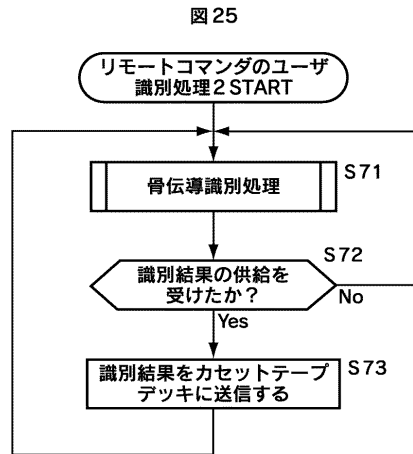 図25
リモートコマンダのユーザ
識別処理2 START
骨伝導識別処理
S71
S72
識別結果の供給を
受けたか？
No
Yes
S73
識別結果をカセットテープ
デッキに送信する